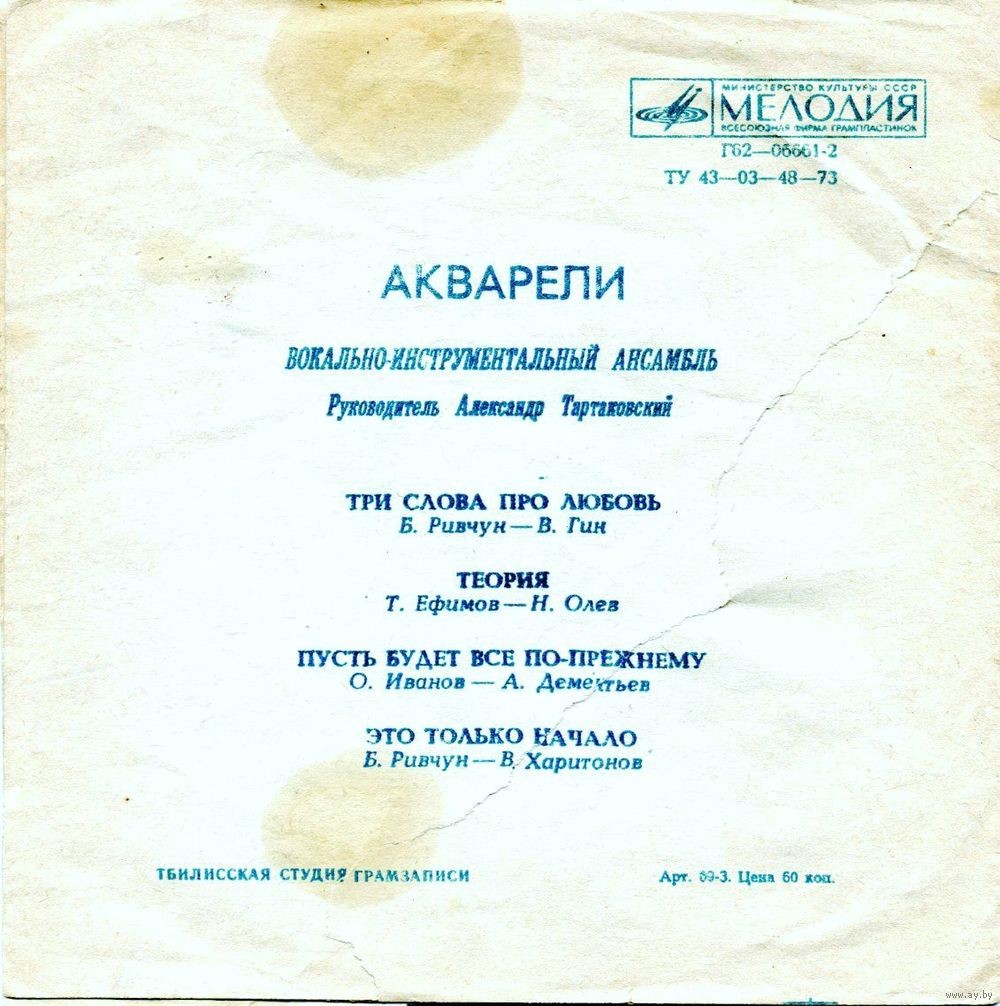 МИНИСТЕРСТВО КУЛЬТУРЫ СССР
МЕЛОДИЯ
ВСЕСОЮЗНАЯ ФИРМА ГРАМПЛАСТИНОК
Г62—06661-2
ТУ 43—03—48—73
АКВАРЕЛИ
ВОКАЛЬНО-ИНСТРУМЕНТАЛЬНЫЙ АНСАМБЛЬ
Руководитель Александр Тартаковский
ТРИ СЛОВА ПРО ЛЮБОВЬ
Б. Ривчун — В. Гин
ТЕОРИЯ
Т. Ефимов — Н. Олев
ПУСТЬ БУДЕТ ВСЕ ПО-ПРЕЖНЕМУ
О. Иванов — А. Дементьев
ЭТО ТОЛЬКО НАЧАЛО
Б. Ривчун — В. Харитонов
ТБИЛИССКАЯ СТУДИЯ ГРАМЗАПИСИ
Арт. Цена 60 коп.
www.ay.by